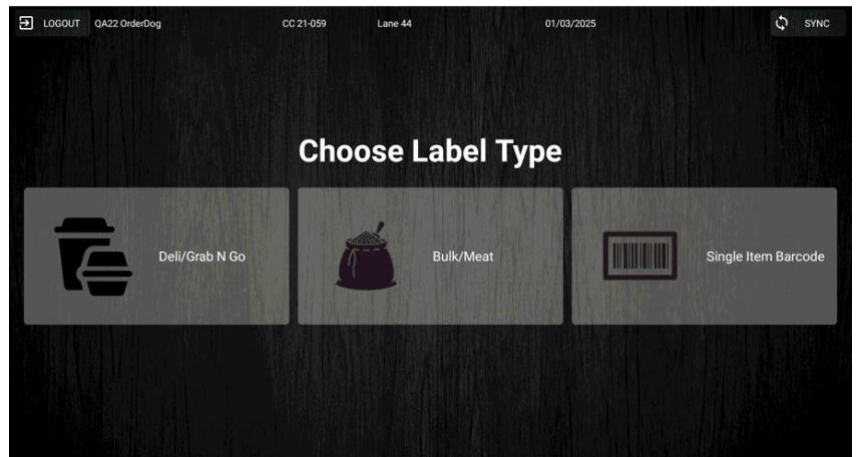 LOGOUT QA22 OrderDog CC 21-059 Lane 44 01/03/2025 SYNC
Choose Label Type
Deli/Grab N Go Bulk/Meat Single Item Barcode